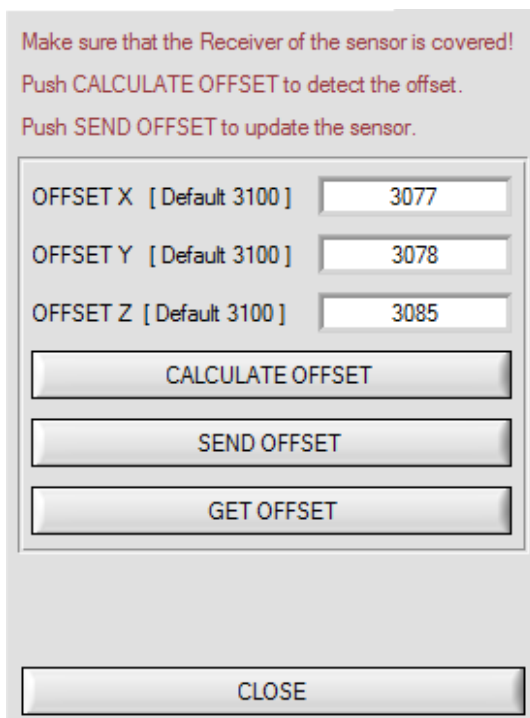 Make sure that the Receiver of the sensor is covered!
Push CALCULATE OFFSET to detect the offset.
Push SEND OFFSET to update the sensor.
OFFSET X [ Default 3100 ] 3077
OFFSET Y [ Default 3100 ] 3078
OFFSET Z [ Default 3100 ] 3085
CALCULATE OFFSET
SEND OFFSET
GET OFFSET
CLOSE